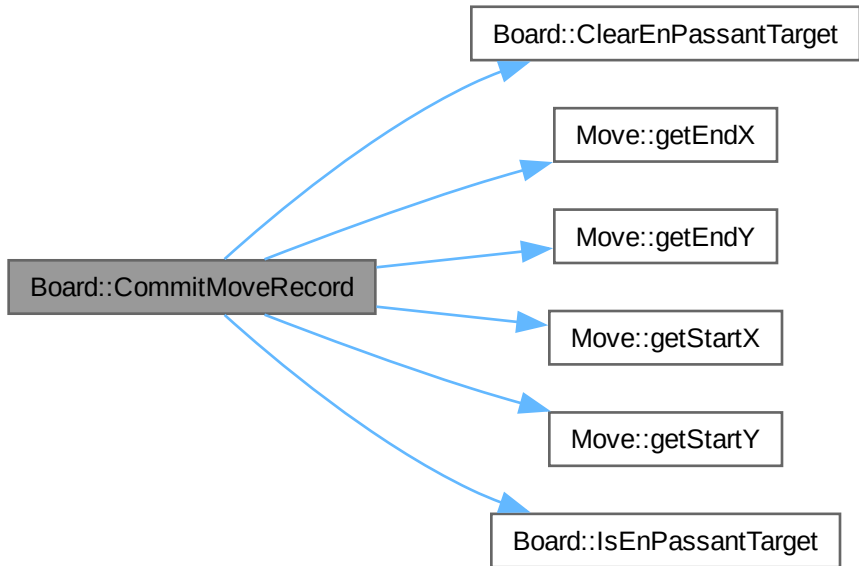 Board::ClearEnPassantTarget
Move::getEndX
Move::getEndY
Board::CommitMoveRecord
Move::getStartX
Move::getStartY
Board::IsEnPassantTarget